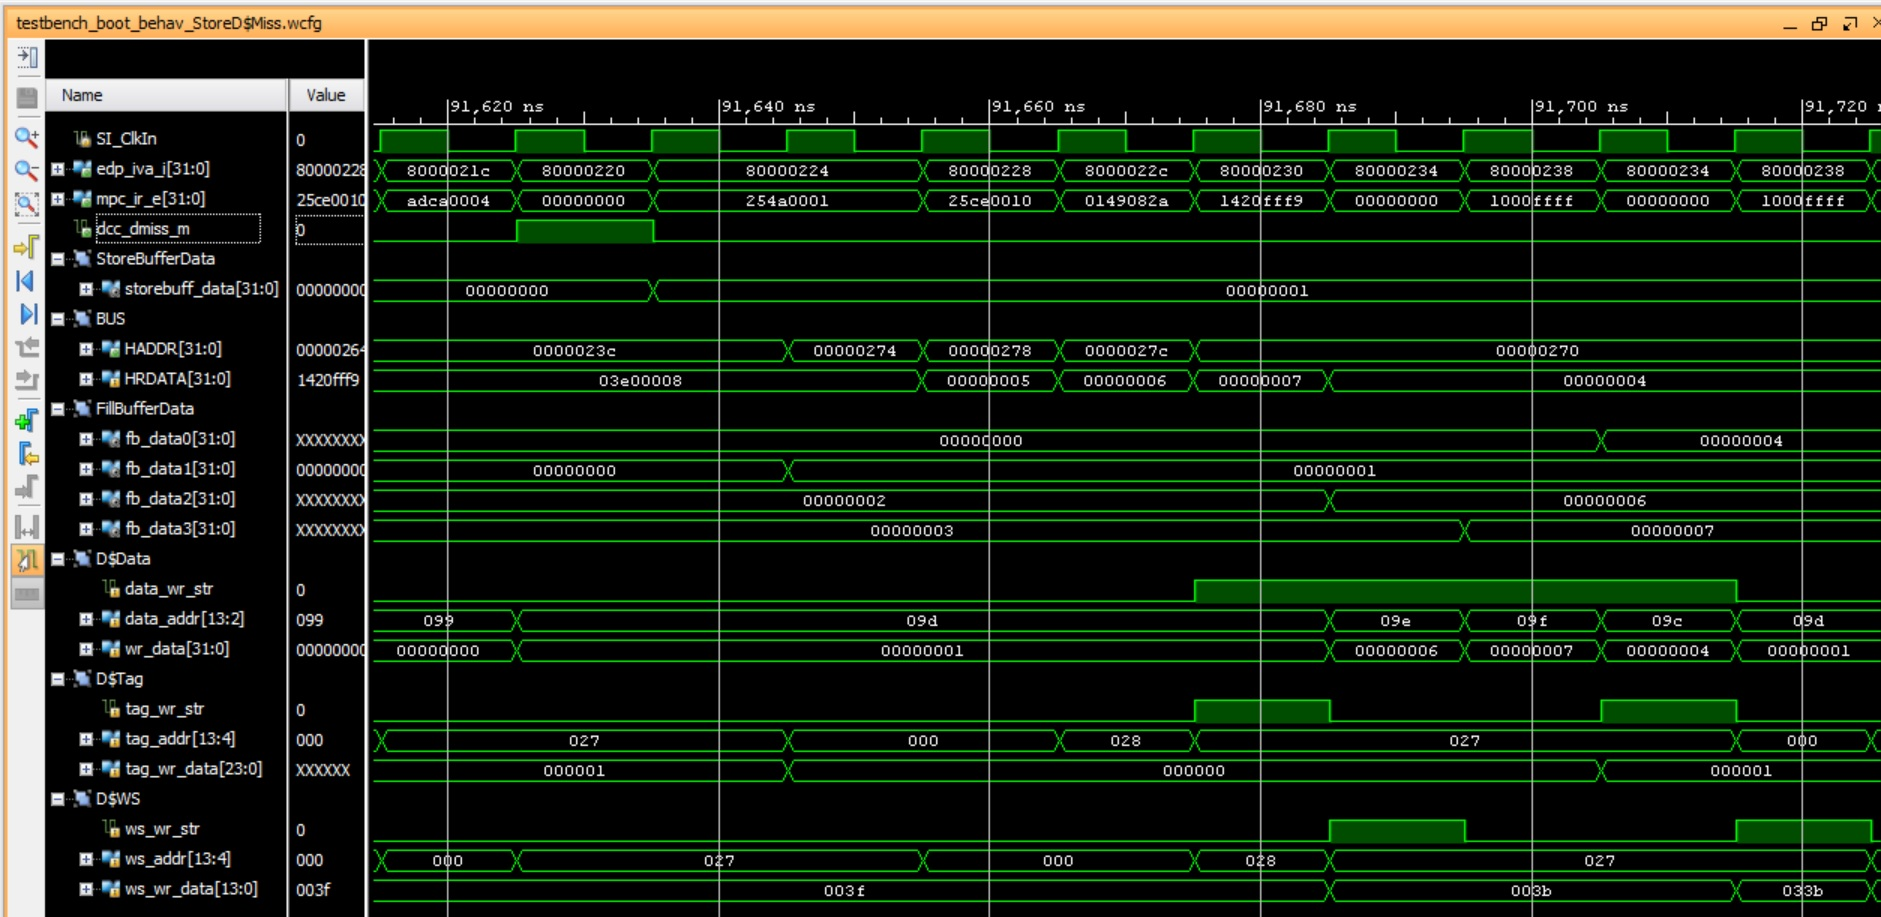 testbench_boot_behav_StoreD$Miss.wcfg
Name Value 91,620 ns 91,640 ns 91,660 ns 91,680 ns 91,700 ns 91,720
SI_ClkIn 0
edp_iva_i[31:0] 80000228 8000021c 80000220 80000224 80000228 8000022c 80000230 80000234 80000238 80000234 80000238
mpc_ir_e[31:0] 25ce0010 adca0004 00000000 254a0001 25ce0010 0149082a 1420fff9 00000000 1000ffff 00000000 1000ffff
dcc_dmiss_m 0
StoreBufferData
storebuff_data[31:0] 00000000 00000000 00000001
BUS
HADDR[31:0] 00000264 0000023c 00000274 00000278 0000027c 00000270
HRDATA[31:0] 1420fff9 03e00008 00000005 00000006 00000007 00000004
FillBufferData
fb_data0[31:0] XXXXXXXX 00000000 00000004
fb_data1[31:0] 00000000 00000000 00000001
fb_data2[31:0] XXXXXXXX 00000002 00000006
fb_data3[31:0] XXXXXXXX 00000003 00000007
D$Data
data_wr_str 0
data_addr[13:2] 099 099 09d 09e 09f 09c 09d
wr_data[31:0] 00000000 00000000 00000001 00000006 00000007 00000004 00000001
D$Tag
tag_wr_str 0
tag_addr[13:4] 000 027 000 028 027 000
tag_wr_data[23:0] XXXXXX 000001 000000 000001
D$WS
ws_wr_str 0
ws_addr[13:4] 000 000 027 000 028 027
ws_wr_data[13:0] 003f 003f 003b 033b